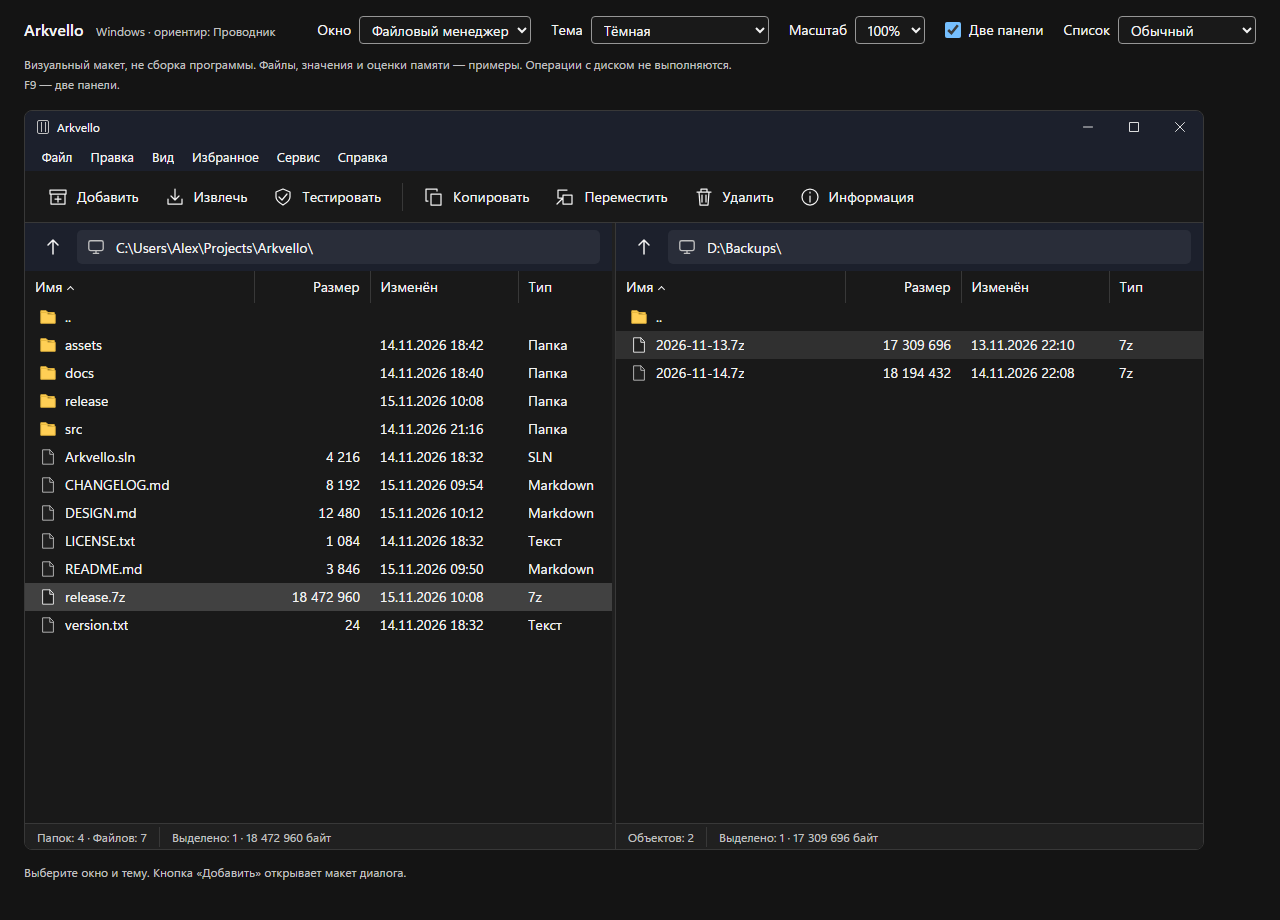 Arkvello Windows · ориентир: Проводник Окно Файловый менеджер Тема Тёмная Масштаб 100% Две панели Список Обычный
Визуальный макет, не сборка программы. Файлы, значения и оценки памяти — примеры. Операции с диском не выполняются.
F9 — две панели.
Arkvello
Файл Правка Вид Избранное Сервис Справка
Добавить Извлечь Тестировать Копировать Переместить Удалить Информация
C:\Users\Alex\Projects\Arkvello\
Имя Размер Изменён Тип
..
assets 14.11.2026 18:42 Папка
docs 14.11.2026 18:40 Папка
release 15.11.2026 10:08 Папка
src 14.11.2026 21:16 Папка
Arkvello.sln 4 216 14.11.2026 18:32 SLN
CHANGELOG.md 8 192 15.11.2026 09:54 Markdown
DESIGN.md 12 480 15.11.2026 10:12 Markdown
LICENSE.txt 1 084 14.11.2026 18:32 Текст
README.md 3 846 15.11.2026 09:50 Markdown
release.7z 18 472 960 15.11.2026 10:08 7z
version.txt 24 14.11.2026 18:32 Текст
Папок: 4 · Файлов: 7 Выделено: 1 · 18 472 960 байт
D:\Backups\
Имя Размер Изменён Тип
..
2026-11-13.7z 17 309 696 13.11.2026 22:10 7z
2026-11-14.7z 18 194 432 14.11.2026 22:08 7z
Объектов: 2 Выделено: 1 · 17 309 696 байт
Выберите окно и тему. Кнопка «Добавить» открывает макет диалога.